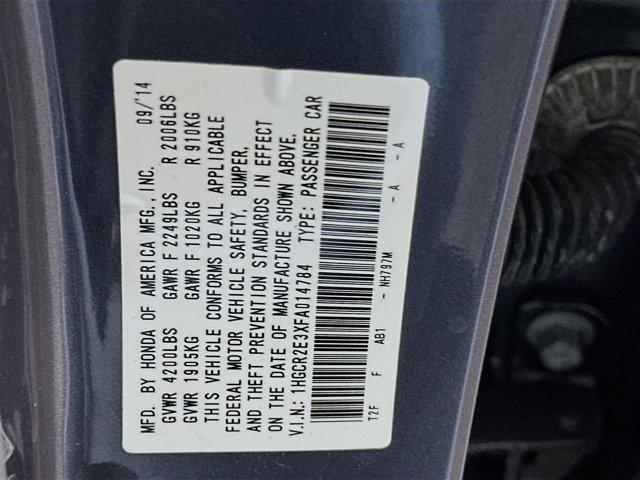 MFD. BY HONDA OF AMERICA MFG., INC. 09/'14
GVWR 4200LBS GAWR F 2249LBS R 2006LBS
GVWR 1905KG GAWR F 1020KG R 910KG
THIS VEHICLE CONFORMS TO ALL APPLICABLE
FEDERAL MOTOR VEHICLE SAFETY, BUMPER,
AND THEFT PREVENTION STANDARDS IN EFFECT
ON THE DATE OF MANUFACTURE SHOWN ABOVE.
V.I.N.: 1HGCR2E3XFA014784 TYPE: PASSENGER CAR
T2F F AB1 - NH797M - A - A